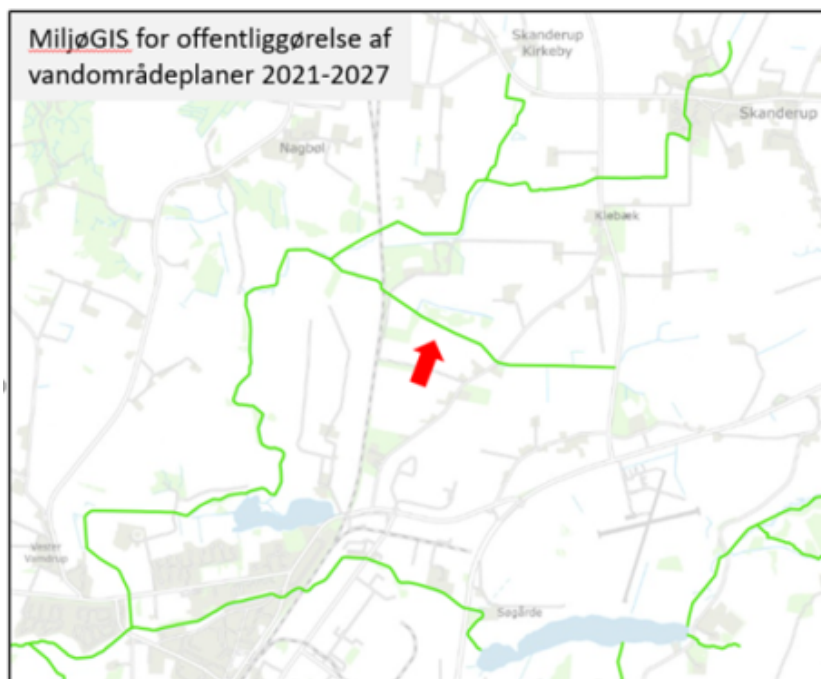 MiljøGIS for offentliggørelse af
vandområdeplaner 2021-2027
Skanderup
Kirkeby
Skanderup
Nagbøl
Klebæk
Vester
Vamdrup
Søgårde